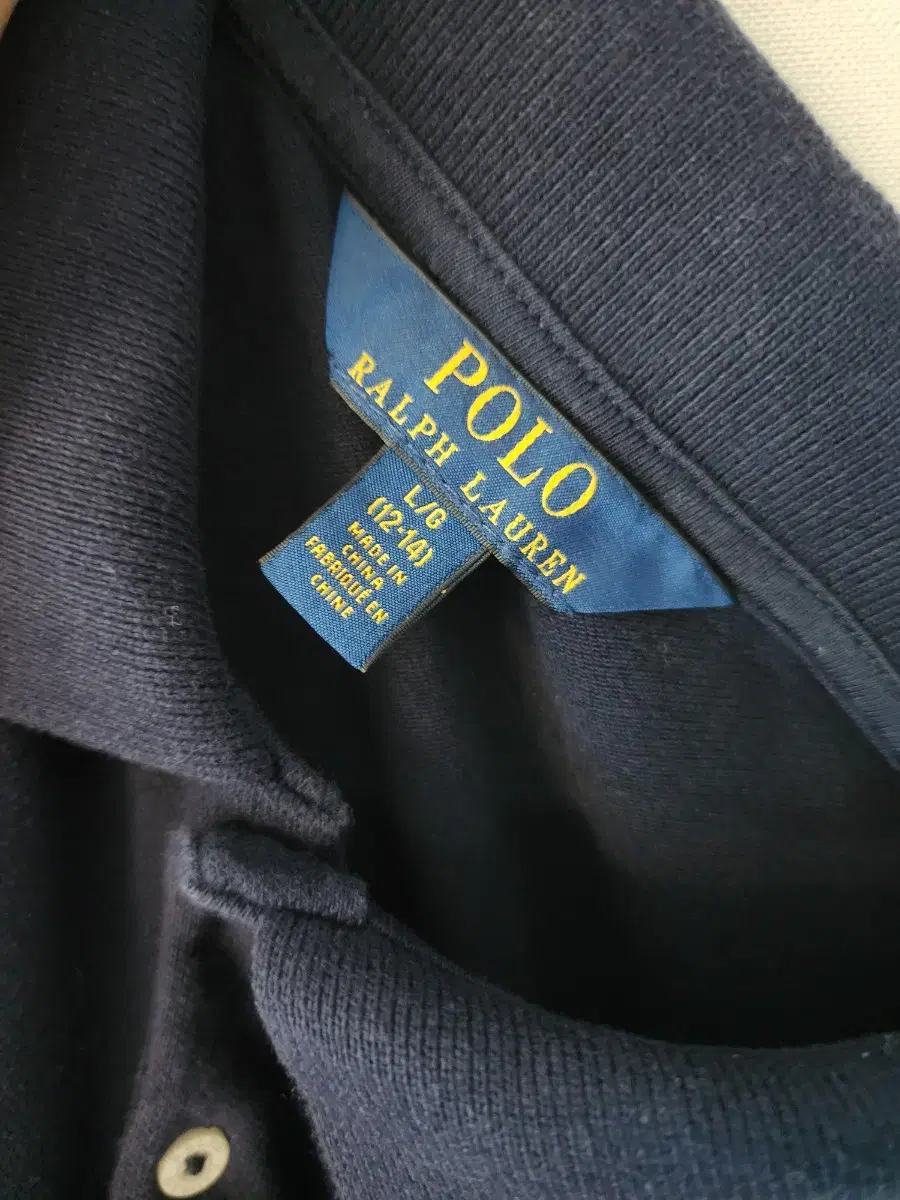 POLO
RALPH LAUREN
L/G
(12-14)
MADE IN
CHINA
FABRIQUÉ EN
CHINE